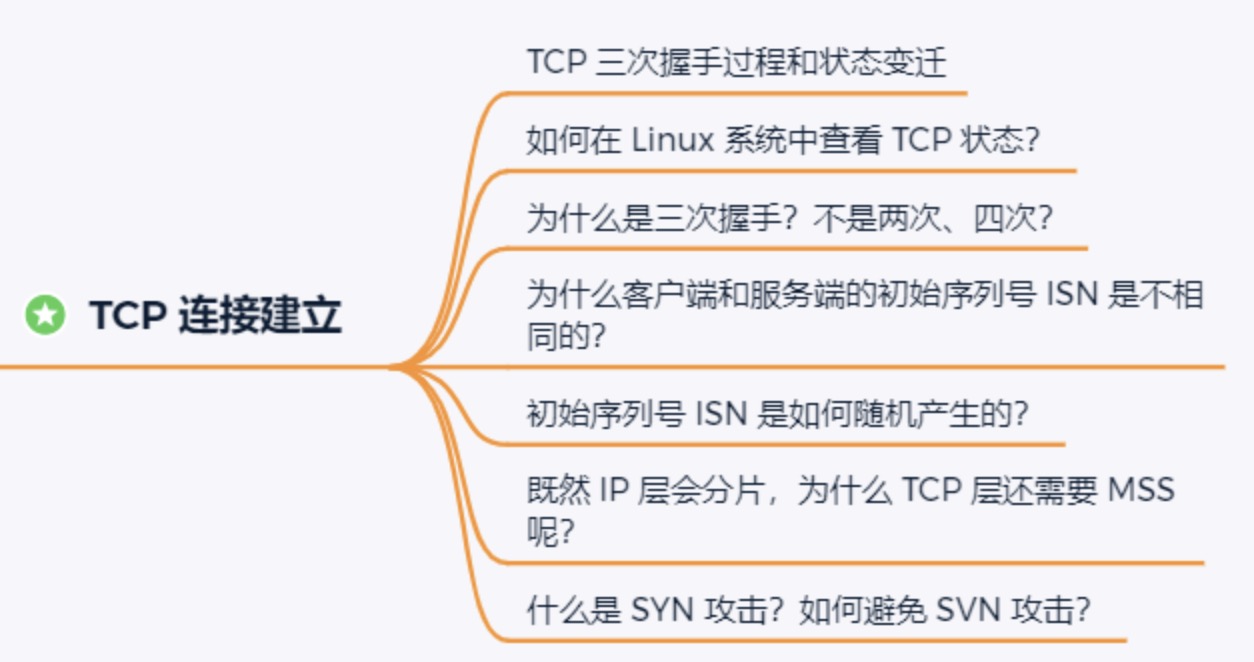 TCP 三次握手过程和状态变迁
如何在 Linux 系统中查看 TCP 状态?
为什么是三次握手? 不是两次、四次?
为什么客户端和服务端的初始序列号 ISN 是不相
同的?
TCP 连接建立
初始序列号 ISN 是如何随机产生的?
既然 IP 层会分片，为什么 TCP 层还需要 MSS
呢?
什么是 SYN 攻击? 如何避免 SVN 攻击?